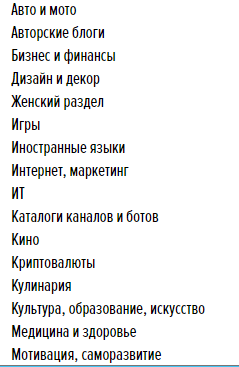 Авто и мото
Авторские блоги
Бизнес и финансы
Дизайн и декор
Женский раздел
Игры
Иностранные языки
Интернет, маркетинг
ИТ
Каталоги каналов и ботов
Кино
Криптовалюты
Кулинария
Культура, образование, искусство
Медицина и здоровье
Мотивация, саморазвитие